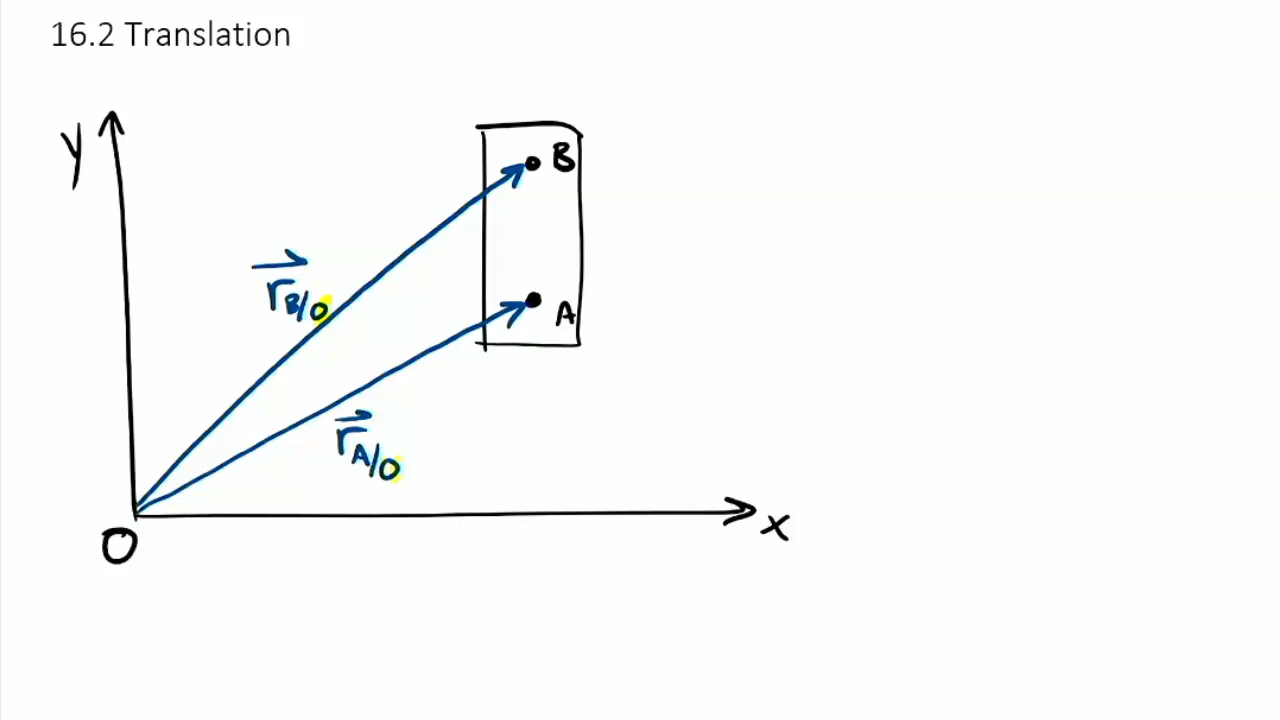 16.2 Translation
y
B
r⃗B/O
A
r⃗A/O
O
x